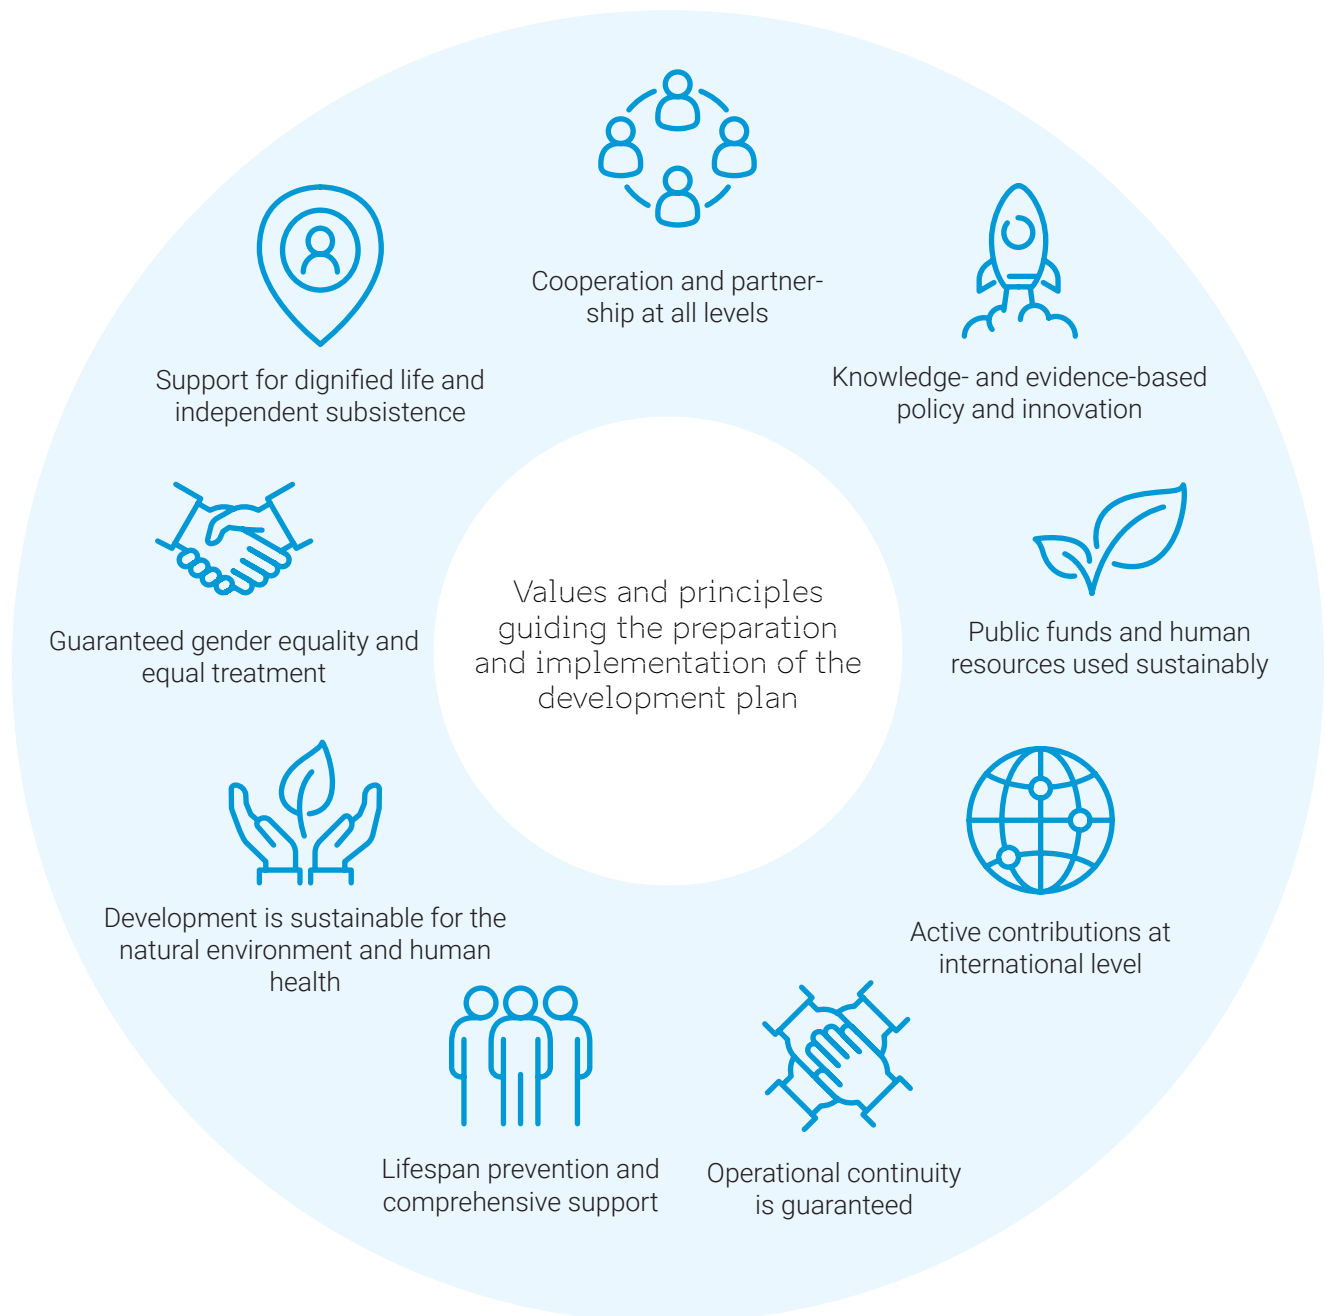 Cooperation and partner-
ship at all levels
Knowledge- and evidence-based
policy and innovation
Public funds and human
resources used sustainably
Active contributions at
international level
Operational continuity
is guaranteed
Lifespan prevention and
comprehensive support
Development is sustainable for the
natural environment and human
health
Guaranteed gender equality and
equal treatment
Support for dignified life and
independent subsistence
Values and principles
guiding the preparation
and implementation of the
development plan